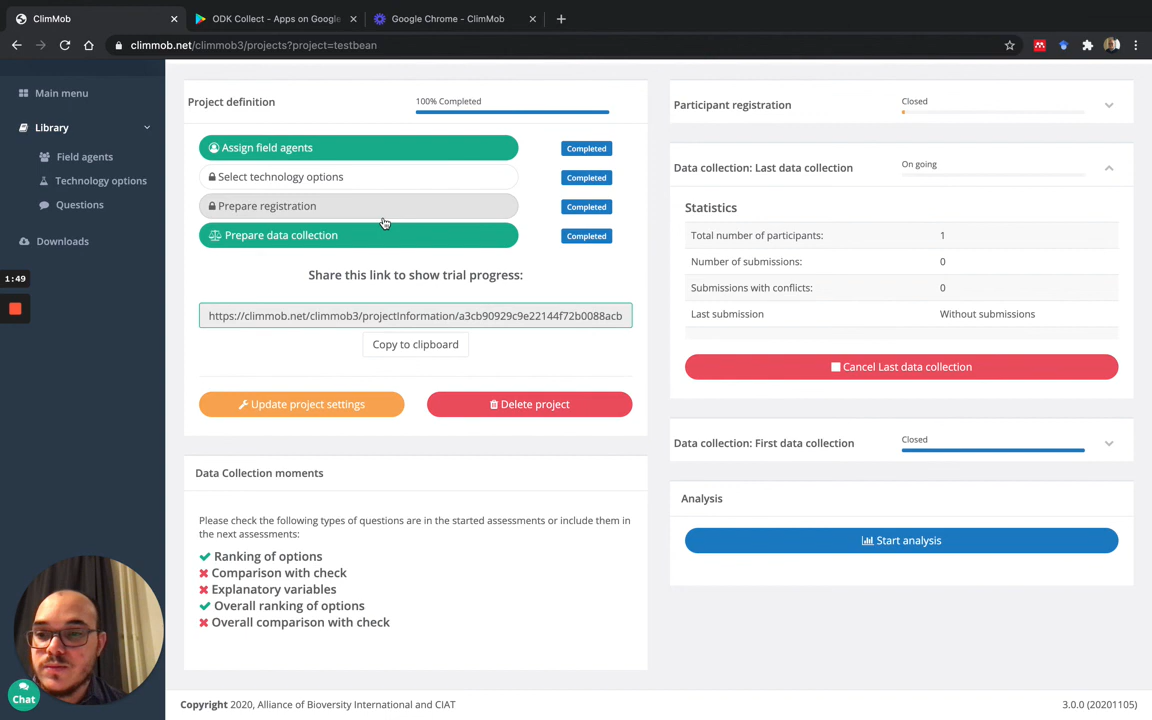 ClimMob
ODK Collect - Apps on Google
Google Chrome - ClimMob
climmob.net/climmob3/projects?project=testbean
Main menu
Library
Field agents
Technology options
Questions
Downloads
1:49
Chat
Project definition
100% Completed
Assign field agents
Completed
Select technology options
Completed
Prepare registration
Completed
Prepare data collection
Completed
Share this link to show trial progress:
https://climmob.net/climmob3/projectInformation/a3cb90929c9e22144f72b0088acb
Copy to clipboard
Update project settings
Delete project
Data Collection moments
Please check the following types of questions are in the started assessments or include them in
the next assessments:
Ranking of options
Comparison with check
Explanatory variables
Overall ranking of options
Overall comparison with check
Participant registration
Closed
Data collection: Last data collection
On going
Statistics
Total number of participants: 1
Number of submissions: 0
Submissions with conflicts: 0
Last submission Without submissions
Cancel Last data collection
Data collection: First data collection
Closed
Analysis
Start analysis
Copyright 2020, Alliance of Bioversity International and CIAT
3.0.0 (20201105)